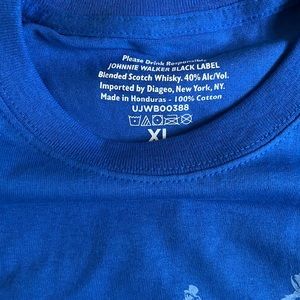 Please Drink Responsibly.
JOHNNIE WALKER BLACK LABEL
Blended Scotch Whisky. 40% Alc/Vol.
Imported by Diageo, New York, NY.
Made in Honduras - 100% Cotton
UJWB00388
XL